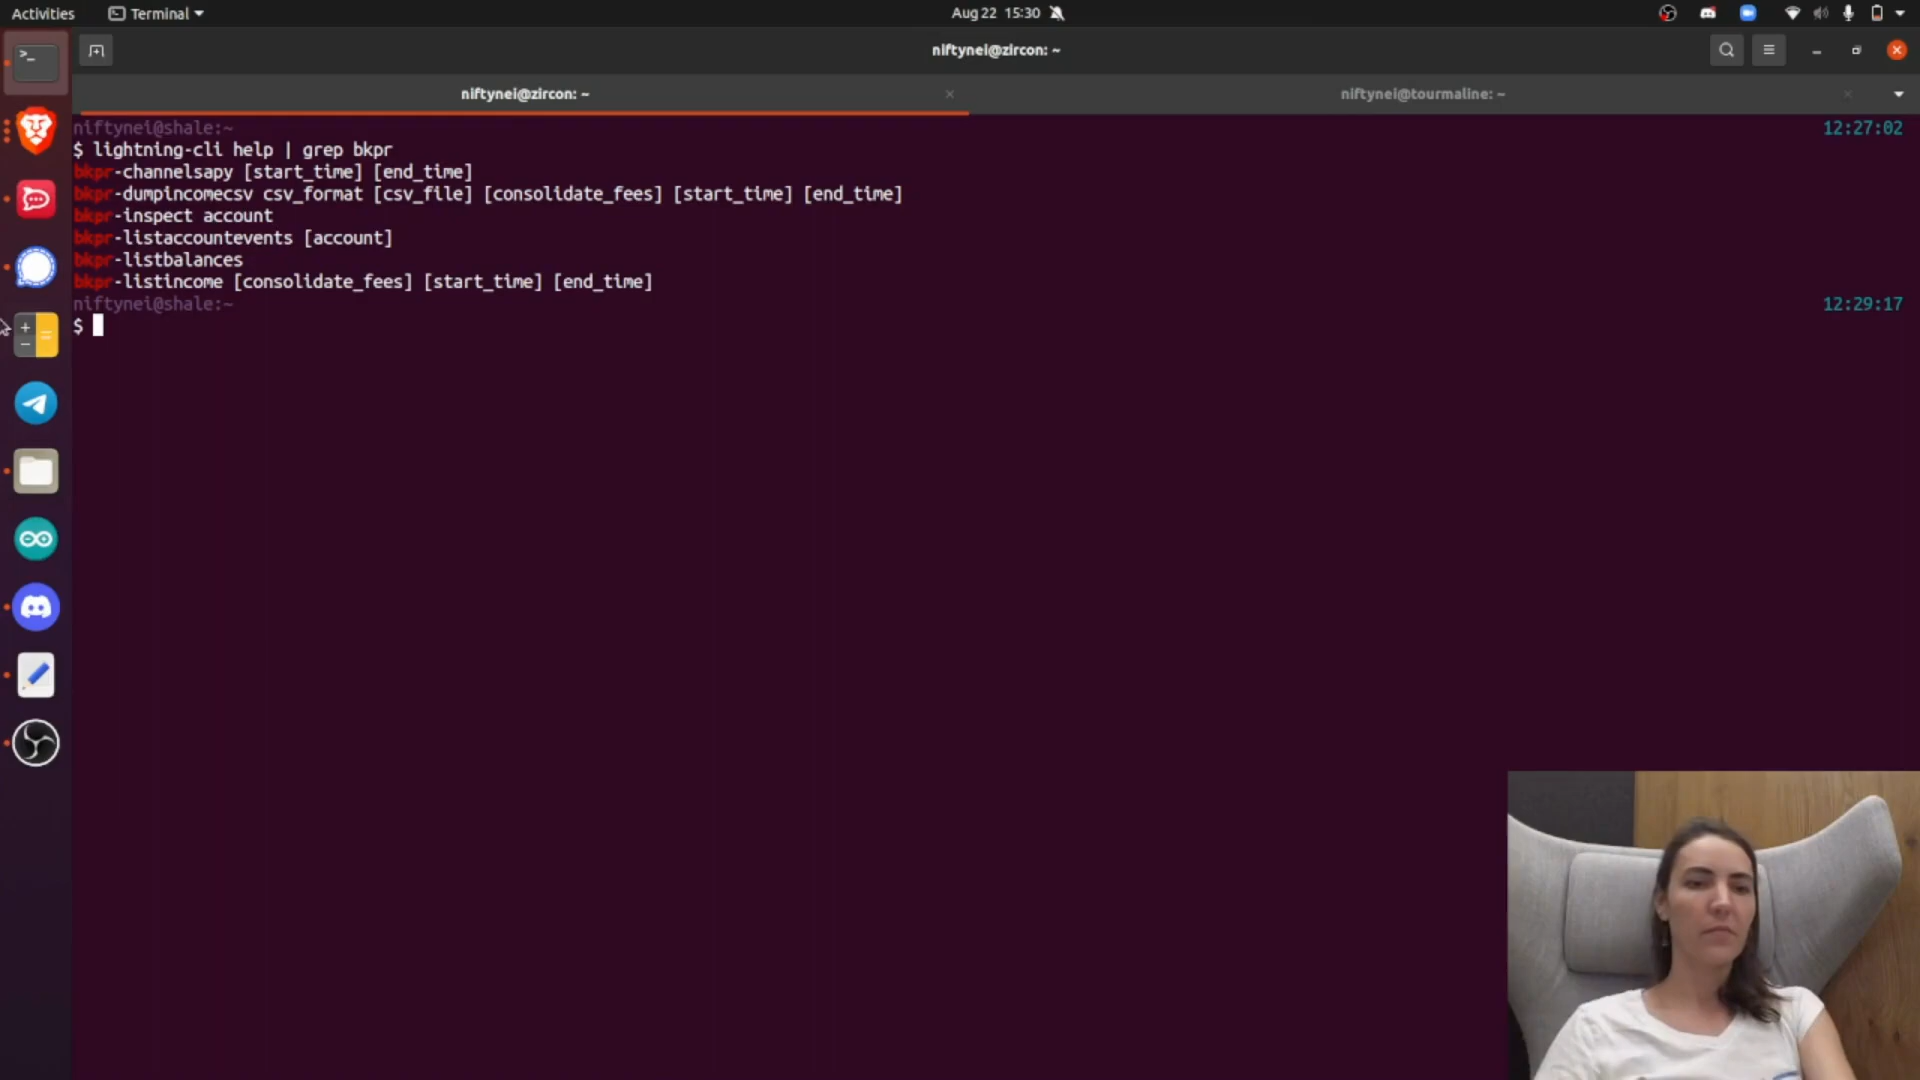 Activities
Terminal
Aug 22 15:30
niftynei@zircon: ~
niftynei@zircon: ~
niftynei@tourmaline: ~
niftynei@shale:~ 12:27:02
$ lightning-cli help | grep bkpr
bkpr-channelsapy [start_time] [end_time]
bkpr-dumpincomecsv csv_format [csv_file] [consolidate_fees] [start_time] [end_time]
bkpr-inspect account
bkpr-listaccountevents [account]
bkpr-listbalances
bkpr-listincome [consolidate_fees] [start_time] [end_time]
niftynei@shale:~ 12:29:17
$